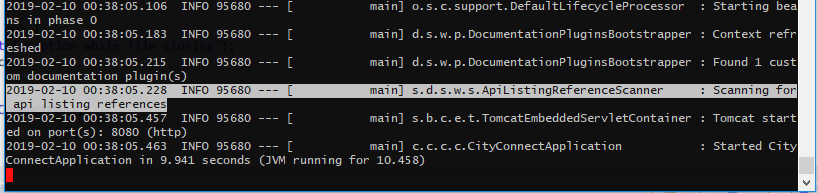 2019-02-10 00:38:05.106  INFO 95680 --- [           main] o.s.c.support.DefaultLifecycleProcessor  : Starting bea
ns in phase 0
2019-02-10 00:38:05.183  INFO 95680 --- [           main] d.s.w.p.DocumentationPluginsBootstrapper : Context refr
eshed
2019-02-10 00:38:05.215  INFO 95680 --- [           main] d.s.w.p.DocumentationPluginsBootstrapper : Found 1 cust
om documentation plugin(s)
2019-02-10 00:38:05.228  INFO 95680 --- [           main] s.d.s.w.s.ApiListingReferenceScanner     : Scanning for
 api listing references
2019-02-10 00:38:05.457  INFO 95680 --- [           main] s.b.c.e.t.TomcatEmbeddedServletContainer : Tomcat start
ed on port(s): 8080 (http)
2019-02-10 00:38:05.463  INFO 95680 --- [           main] c.c.c.c.CityConnectApplication           : Started City
ConnectApplication in 9.941 seconds (JVM running for 10.458)